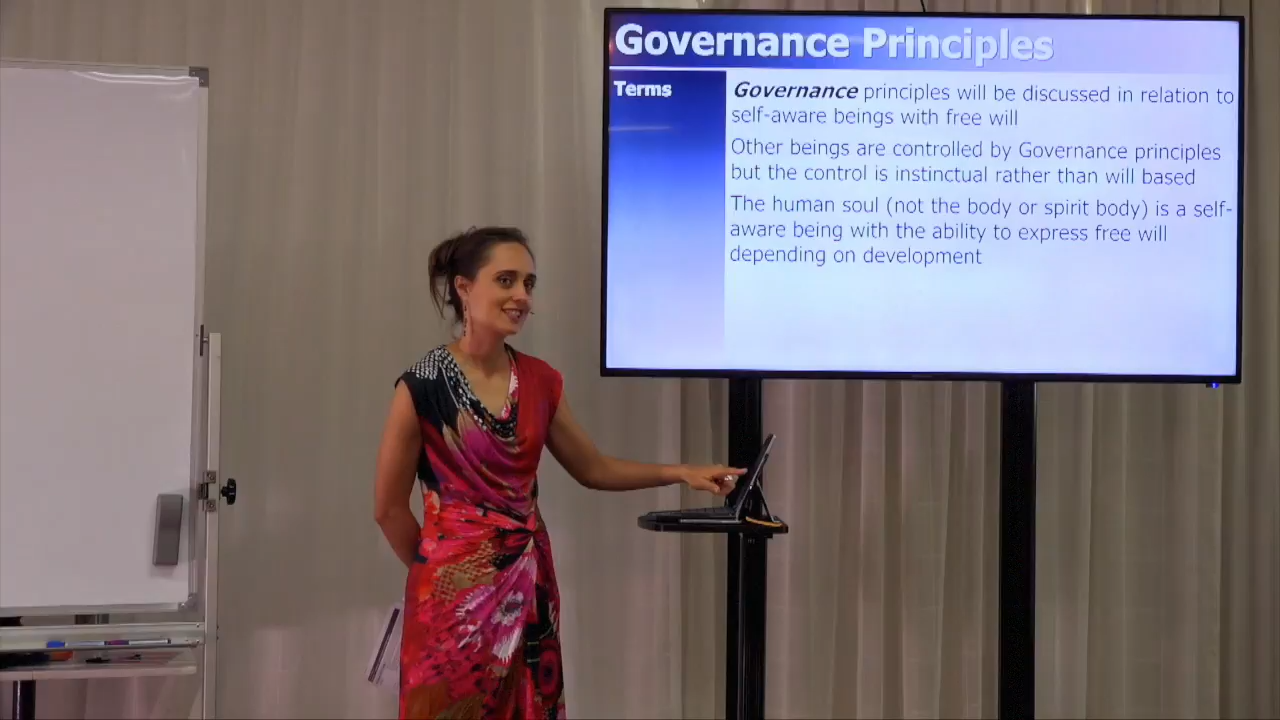 Governance Principles
Terms
Governance principles will be discussed in relation to
self-aware beings with free will
Other beings are controlled by Governance principles
but the control is instinctual rather than will based
The human soul (not the body or spirit body) is a self-
aware being with the ability to express free will
depending on development